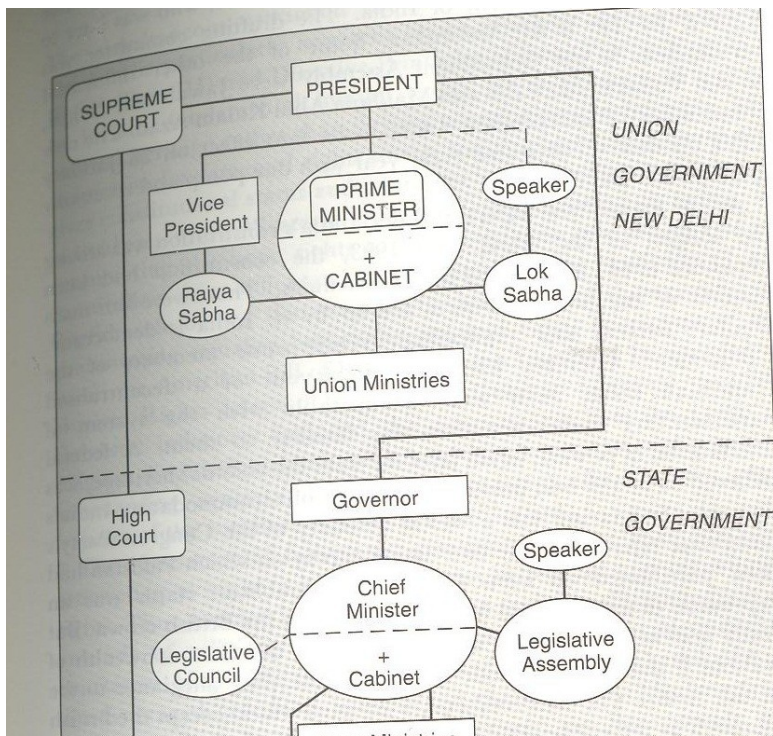 SUPREME
COURT
PRESIDENT
UNION
GOVERNMENT
NEW DELHI
Vice
President
PRIME
MINISTER
+
CABINET
Speaker
Rajya
Sabha
Lok
Sabha
Union Ministries
STATE
GOVERNMENT
High
Court
Governor
Speaker
Chief
Minister
+
Cabinet
Legislative
Council
Legislative
Assembly